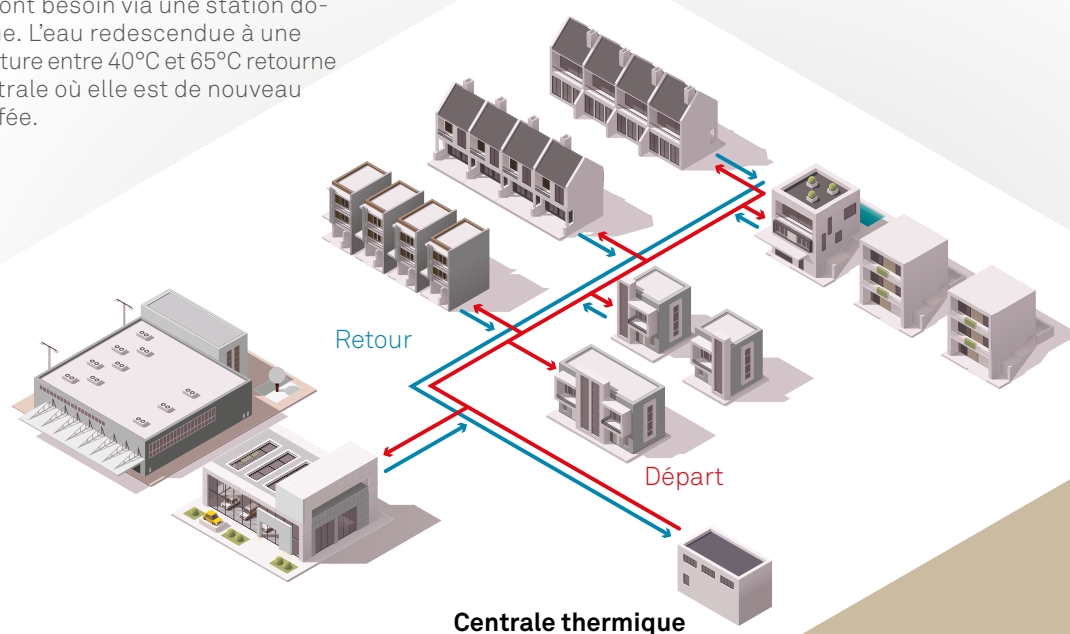 ont besoin via une station do-
e. L'eau redescendue à une
ture entre 40°C et 65°C retourne
trale où elle est de nouveau
fée.
Retour
Départ
Centrale thermique